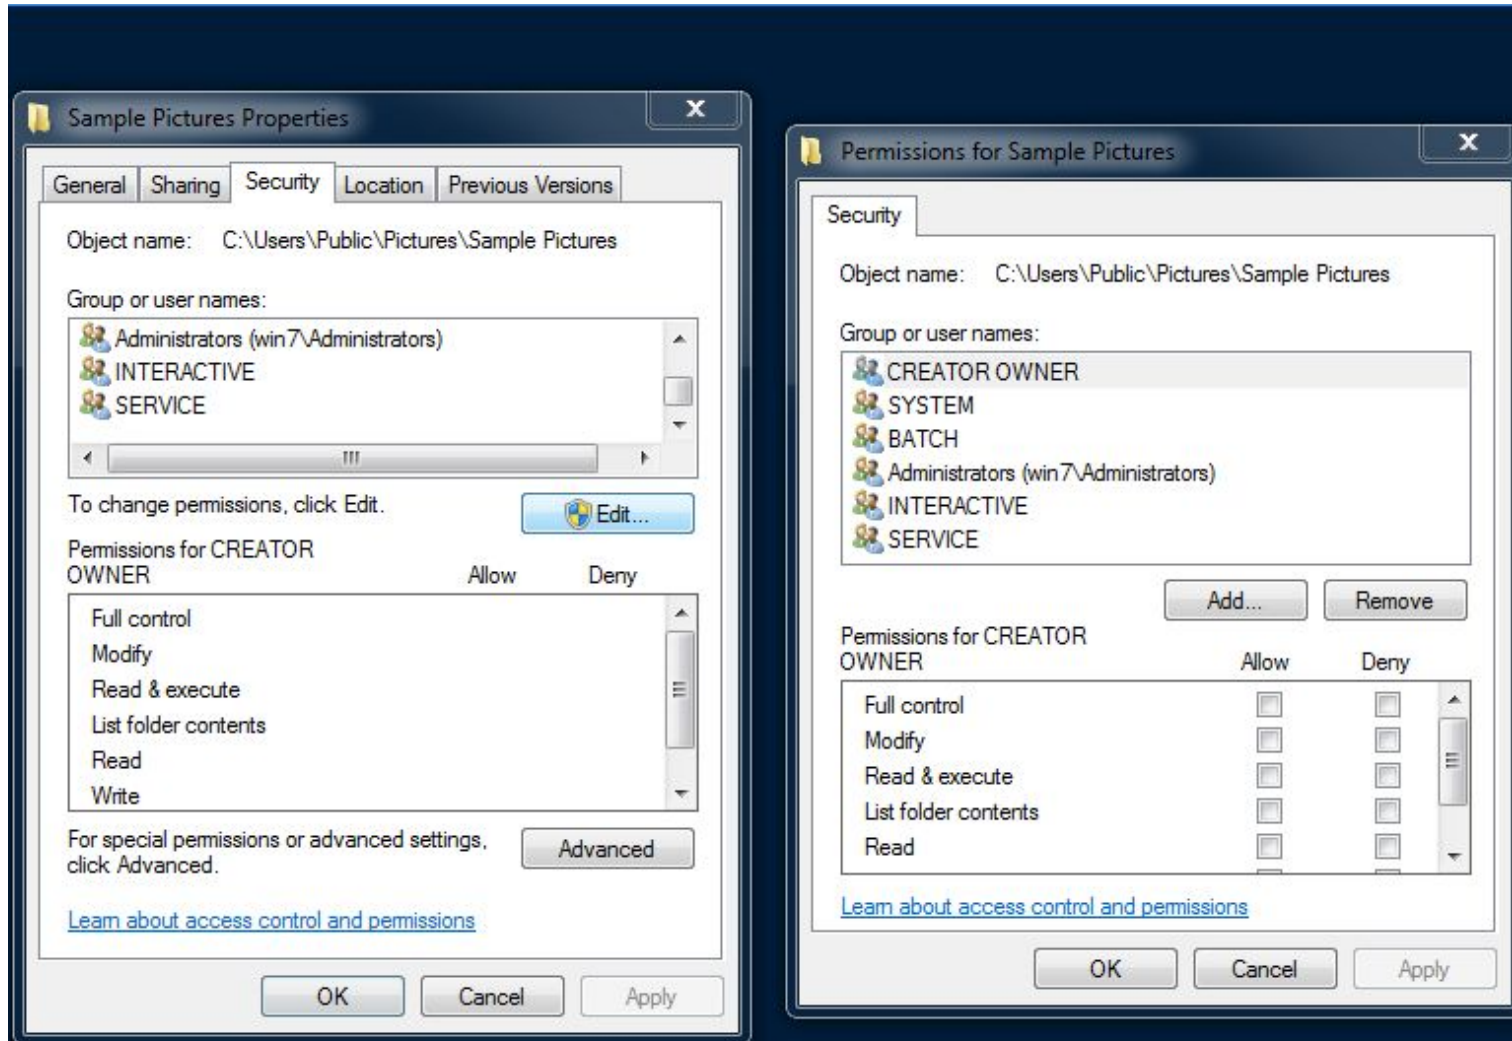 Sample Pictures Properties
General Sharing Security Location Previous Versions
Object name: C:\Users\Public\Pictures\Sample Pictures
Group or user names:
Administrators (win7\Administrators)
INTERACTIVE
SERVICE
To change permissions, click Edit.
Edit...
Permissions for CREATOR
OWNER Allow Deny
Full control
Modify
Read & execute
List folder contents
Read
Write
For special permissions or advanced settings,
click Advanced.
Advanced
Learn about access control and permissions
OK Cancel Apply
Permissions for Sample Pictures
Security
Object name: C:\Users\Public\Pictures\Sample Pictures
Group or user names:
CREATOR OWNER
SYSTEM
BATCH
Administrators (win7\Administrators)
INTERACTIVE
SERVICE
Add... Remove
Permissions for CREATOR
OWNER Allow Deny
Full control
Modify
Read & execute
List folder contents
Read
Learn about access control and permissions
OK Cancel Apply